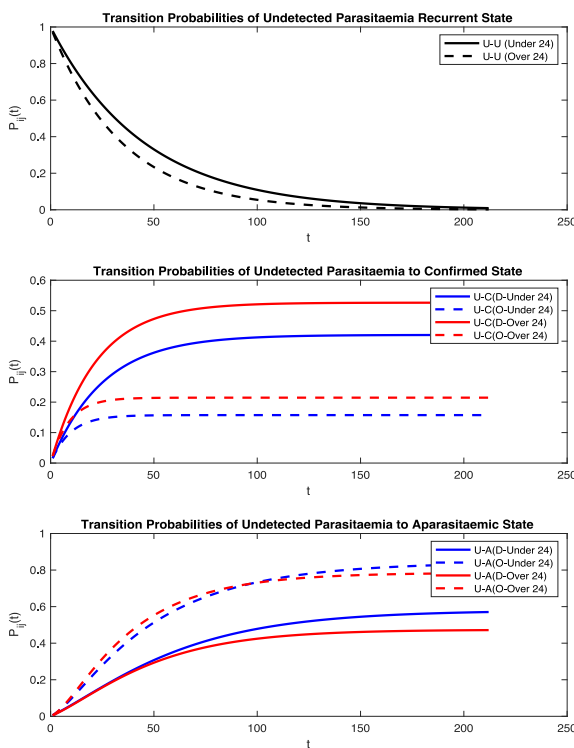 Transition Probabilities of Undetected Parasitaemia Recurrent State
1
0.8
0.6
0.4
0.2
0
P_ij(t)
U-U (Under 24)
U-U (Over 24)
0 50 100 150 200 250
t
Transition Probabilities of Undetected Parasitaemia to Confirmed State
0.6
0.5
0.4
0.3
0.2
0.1
0
P_ij(t)
U-C(D-Under 24)
U-C(O-Under 24)
U-C(D-Over 24)
U-C(O-Over 24)
0 50 100 150 200 250
t
Transition Probabilities of Undetected Parasitaemia to Aparasitaemic State
1
0.8
0.6
0.4
0.2
0
P_ij(t)
U-A(D-Under 24)
U-A(O-Under 24)
U-A(D-Over 24)
U-A(O-Over 24)
0 50 100 150 200 250
t